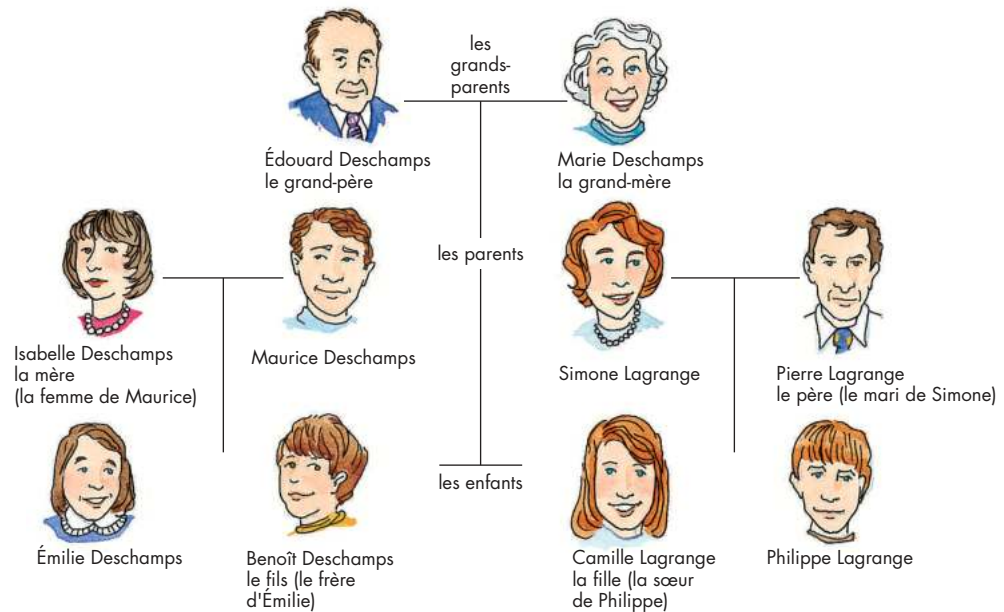 les
grands-
parents
Édouard Deschamps
le grand-père
Marie Deschamps
la grand-mère
les parents
Isabelle Deschamps
la mère
(la femme de Maurice)
Maurice Deschamps
Simone Lagrange
Pierre Lagrange
le père (le mari de Simone)
les enfants
Émilie Deschamps
Benoît Deschamps
le fils (le frère
d'Émilie)
Camille Lagrange
la fille (la sœur
de Philippe)
Philippe Lagrange